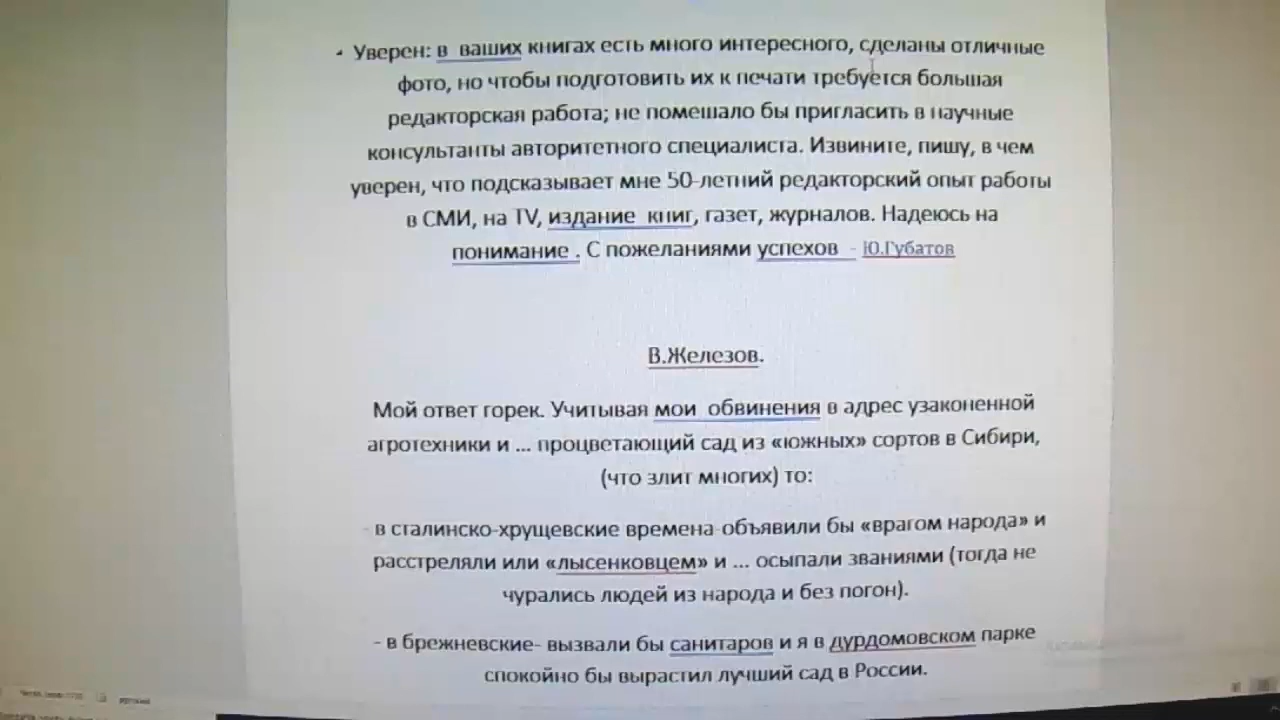 - Уверен: в  ваших книгах есть много интересного, сделаны отличные
фото, но чтобы подготовить их к печати требуется большая
редакторская работа; не помешало бы пригласить в научные
консультанты авторитетного специалиста. Извините, пишу, в чем
уверен, что подсказывает мне 50-летний редакторский опыт работы
в СМИ, на TV, издание  книг, газет, журналов. Надеюсь на
понимание . С пожеланиями успехов  - Ю.Губатов
В.Железов.
Мой ответ горек. Учитывая мои  обвинения в адрес узаконенной
агротехники и ... процветающий сад из «южных» сортов в Сибири,
(что злит многих) то:
- в сталинско-хрущевские времена-объявили бы «врагом народа» и
расстреляли или «лысенковцем» и ... осыпали званиями (тогда не
чурались людей из народа и без погон).
- в брежневские- вызвали бы санитаров и я в дурдомовском парке
спокойно бы вырастил лучший сад в России.
русский